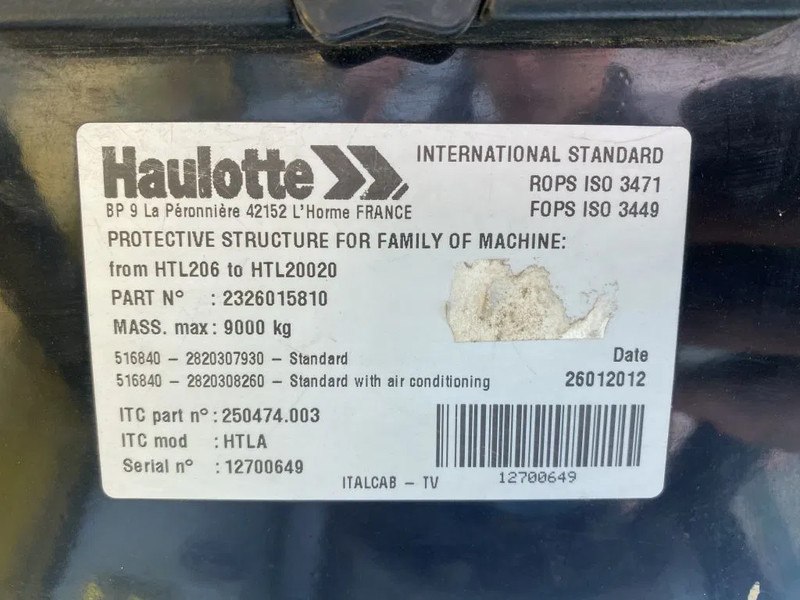 Haulotte
INTERNATIONAL STANDARD
ROPS ISO 3471
BP 9 La Péronnière 42152 L'Horme FRANCE
FOPS ISO 3449
PROTECTIVE STRUCTURE FOR FAMILY OF MACHINE:
from HTL206 to HTL20020
PART N° : 2326015810
MASS. max: 9000 kg
516840 - 2820307930 - Standard
Date
516840 - 2820308260 - Standard with air conditioning
26012012
ITC part n° : 250474.003
ITC mod : HTLA
Serial n° : 12700649
ITALCAB - TV
12700649